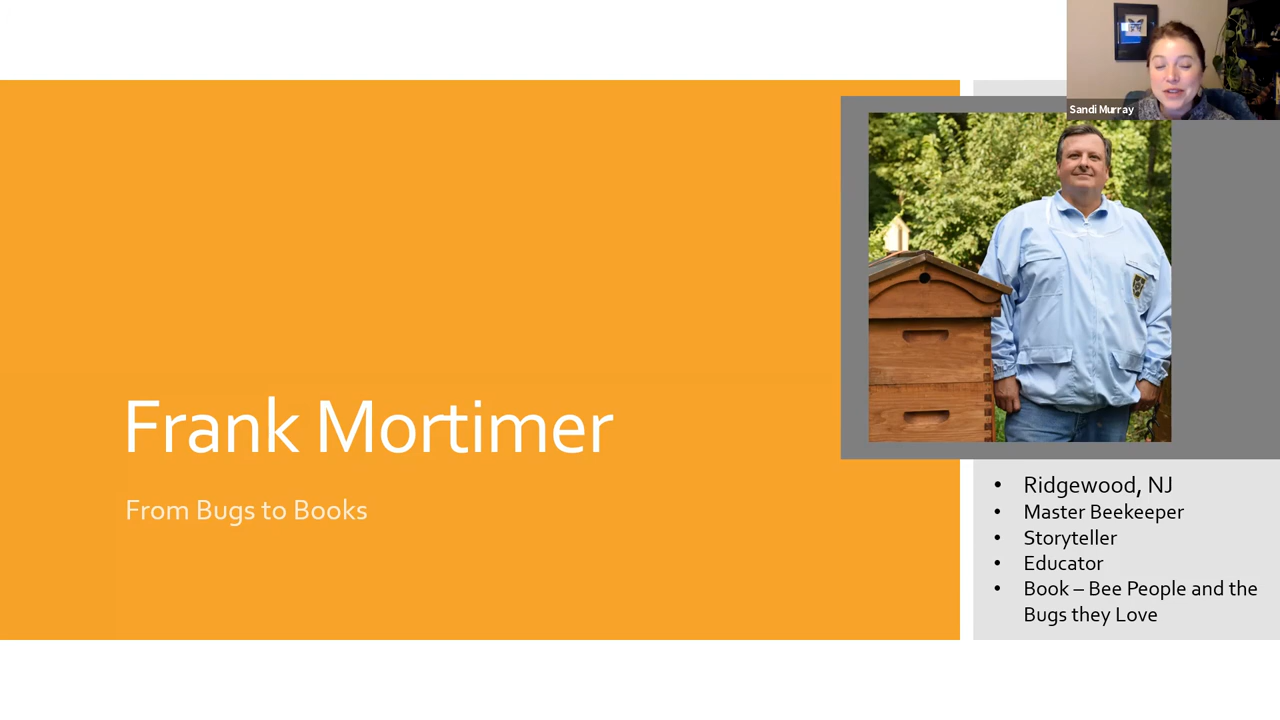 Sandi Murray
Frank Mortimer
From Bugs to Books
• Ridgewood, NJ
• Master Beekeeper
• Storyteller
• Educator
• Book – Bee People and the
Bugs they Love